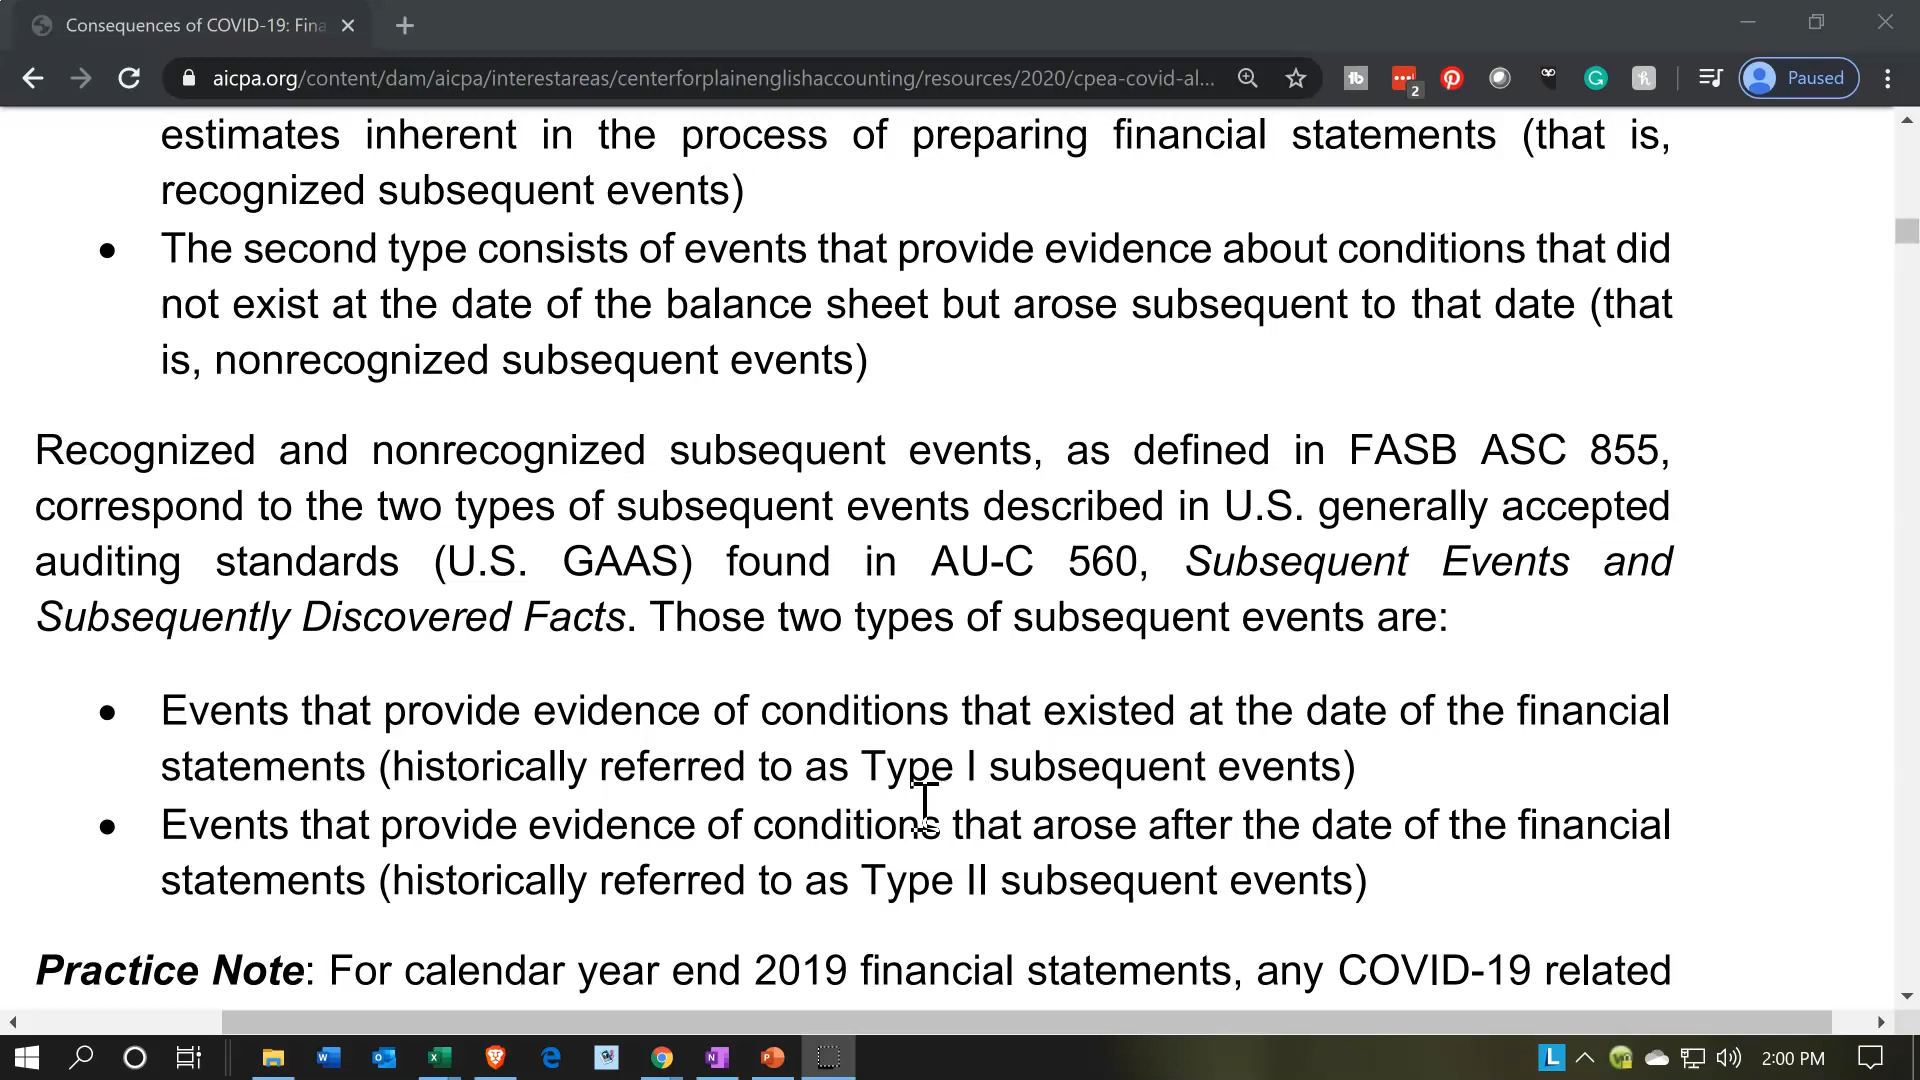 Consequences of COVID-19: Fina
aicpa.org/content/dam/aicpa/interestareas/centerforplainenglishaccounting/resources/2020/cpea-covid-al...
2
Paused
estimates inherent in the process of preparing financial statements (that is,
recognized subsequent events)
• The second type consists of events that provide evidence about conditions that did
not exist at the date of the balance sheet but arose subsequent to that date (that
is, nonrecognized subsequent events)
Recognized and nonrecognized subsequent events, as defined in FASB ASC 855,
correspond to the two types of subsequent events described in U.S. generally accepted
auditing standards (U.S. GAAS) found in AU-C 560, Subsequent Events and
Subsequently Discovered Facts. Those two types of subsequent events are:
• Events that provide evidence of conditions that existed at the date of the financial
statements (historically referred to as Type I subsequent events)
• Events that provide evidence of conditions that arose after the date of the financial
statements (historically referred to as Type II subsequent events)
Practice Note: For calendar year end 2019 financial statements, any COVID-19 related
L
2:00 PM